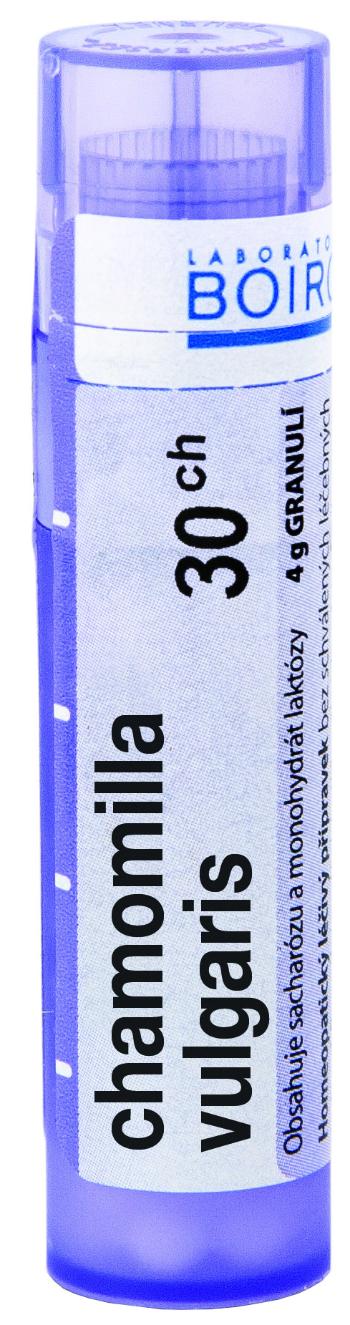 LABORATO
BOIRO
chamomilla
vulgaris
30 ch
4 g GRANULÍ
Obsahuje sacharózu a monohydrát laktózy
Homeopatický léčivý přípravek bez schválených léčebných